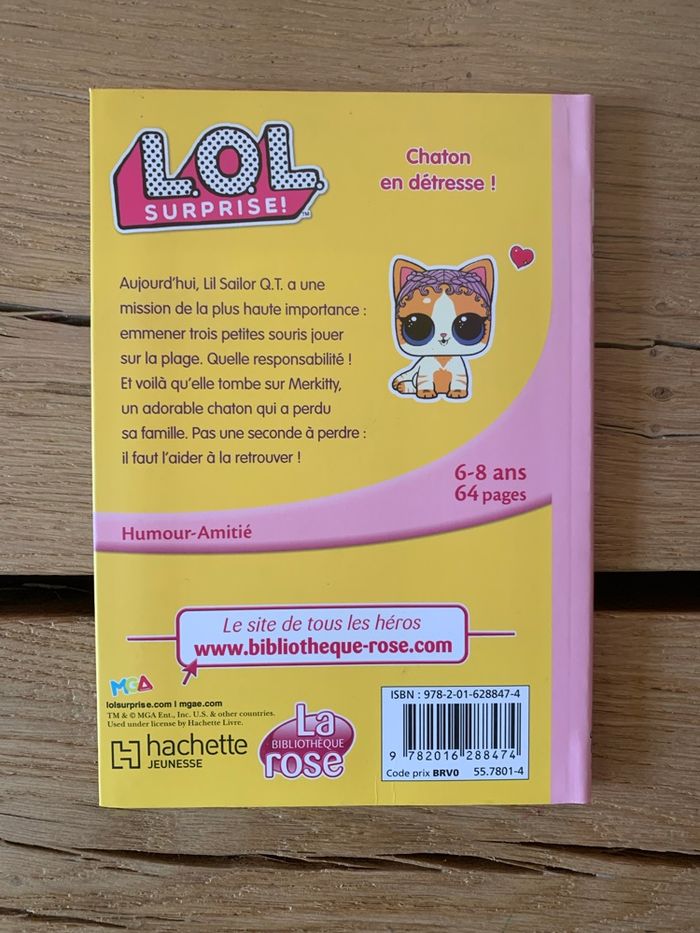 L.O.L.
SURPRISE!
TM
Chaton
en détresse !
Aujourd'hui, Lil Sailor Q.T. a une
mission de la plus haute importance :
emmener trois petites souris jouer
sur la plage. Quelle responsabilité !
Et voilà qu'elle tombe sur Merkitty,
un adorable chaton qui a perdu
sa famille. Pas une seconde à perdre :
il faut l'aider à la retrouver !
6-8 ans
64 pages
Humour-Amitié
Le site de tous les héros
www.bibliotheque-rose.com
MGA
lolsurprise.com | mgae.com
TM & © MGA Ent., Inc. U.S. & other countries.
Used under license by Hachette Livre.
hachette
JEUNESSE
La
BIBLIOTHÈQUE
rose
ISBN : 978-2-01-628847-4
9 782016 288474
Code prix BRV0 55.7801-4